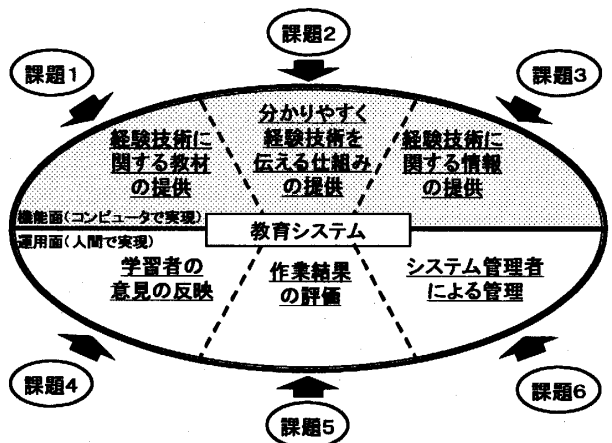 課題1
課題2
課題3
経験技術に
関する教材
の提供
分かりやすく
経験技術を
伝える仕組み
の提供
経験技術に
関する情報
の提供
機能面(コンピュータで実現)
教育システム
運用面(人間で実現)
学習者の
意見の反映
作業結果
の評価
システム管理者
による管理
課題4
課題5
課題6